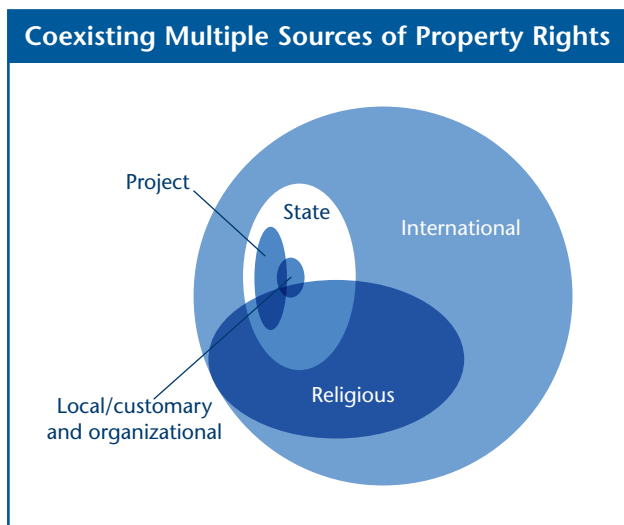 Coexisting Multiple Sources of Property Rights
Project
State
International
Religious
Local/customary
and organizational